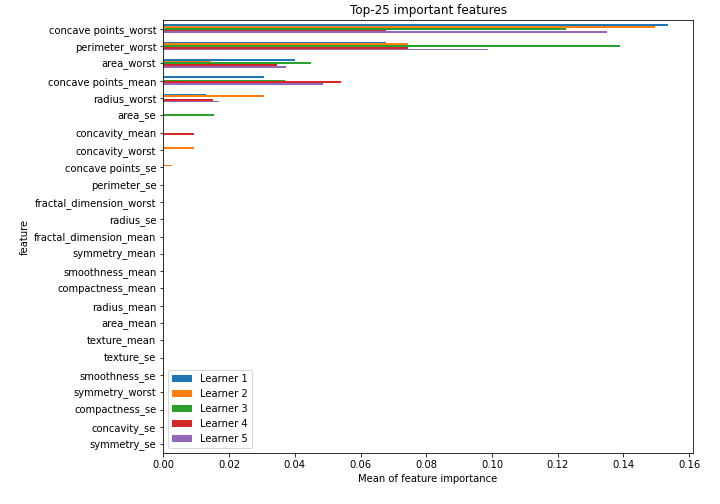 Top-25 important features
concave points_worst
perimeter_worst
area_worst
concave points_mean
radius_worst
area_se
concavity_mean
concavity_worst
concave points_se
perimeter_se
fractal_dimension_worst
radius_se
fractal_dimension_mean
symmetry_mean
smoothness_mean
compactness_mean
radius_mean
area_mean
texture_mean
texture_se
smoothness_se
symmetry_worst
compactness_se
concavity_se
symmetry_se
feature
Learner 1
Learner 2
Learner 3
Learner 4
Learner 5
0.00 0.02 0.04 0.06 0.08 0.10 0.12 0.14 0.16
Mean of feature importance